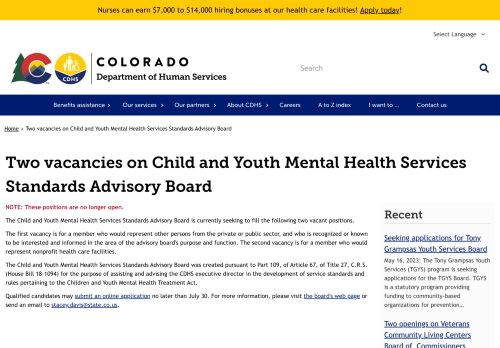 Nurses can earn $7,000 to $14,000 hiring bonuses at our health care facilities! Apply today!
Select Language
CDHS
COLORADO
Department of Human Services
Search
Benefits assistance
Our services
Our partners
About CDHS
Careers
A to Z index
I want to ...
Contact us
Home › Two vacancies on Child and Youth Mental Health Services Standards Advisory Board
Two vacancies on Child and Youth Mental Health Services
Standards Advisory Board
NOTE: These positions are no longer open.
The Child and Youth Mental Health Services Standards Advisory Board is currently seeking to fill the following two vacant positions.
The first vacancy is for a member who would represent other persons from the private or public sector, and who is recognized or known
to be interested and informed in the area of the advisory board's purpose and function. The second vacancy is for a member who would
represent nonprofit health care facilities.
The Child and Youth Mental Health Services Standards Advisory Board was created pursuant to Part 109, of Article 67, of Title 27, C.R.S.
(House Bill 18-1094) for the purpose of assisting and advising the CDHS executive director in the development of service standards and
rules pertaining to the Children and Youth Mental Health Treatment Act.
Qualified candidates may submit an online application no later than July 30. For more information, please visit the board's web page or
send an email to stacey.davis@state.co.us.
Recent
Seeking applications for Tony
Grampsas Youth Services Board
May 16, 2023: The Tony Grampsas Youth
Services (TGYS) program is seeking
applications for the TGYS Board. TGYS
is a statutory program providing
funding to community-based
organizations for prevention...
Two openings on Veterans
Community Living Centers
Board of Commissioners